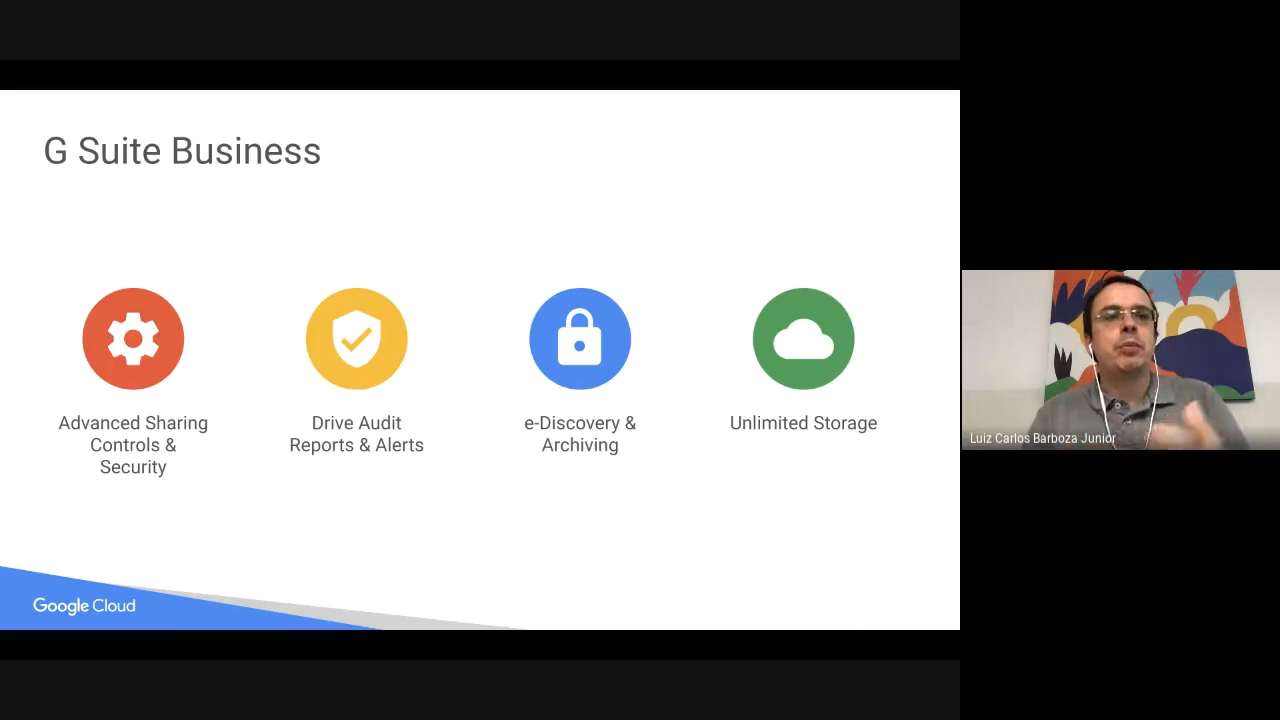 G Suite Business
Advanced Sharing
Controls &
Security
Drive Audit
Reports & Alerts
e-Discovery &
Archiving
Unlimited Storage
Google Cloud
Luiz Carlos Barboza Junior